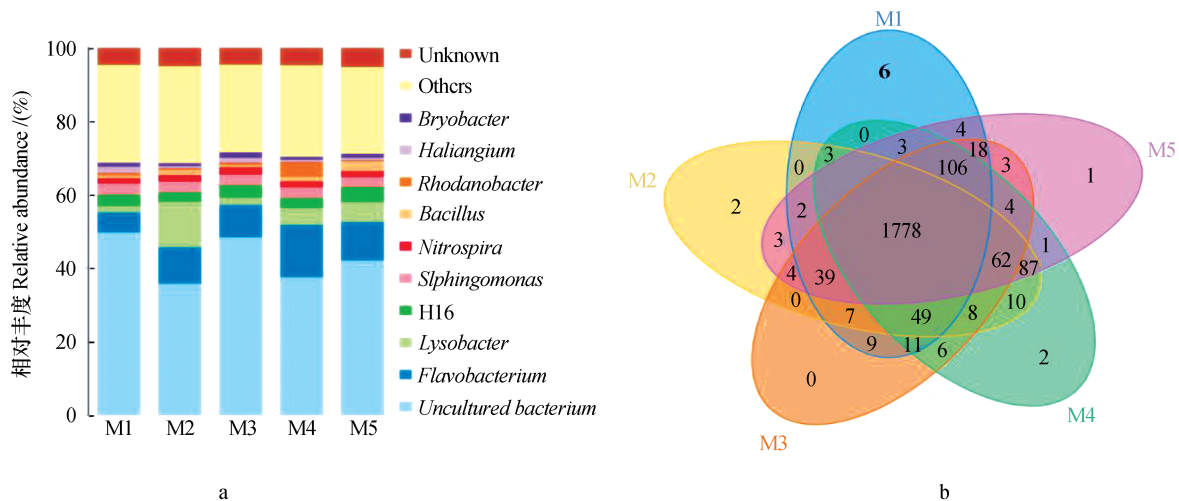 100
80
60
40
20
0
相对丰度 Relative abundance /(%)
M1 M2 M3 M4 M5
Unknown
Others
Bryobacter
Haliangium
Rhodanobacter
Bacillus
Nitrospira
Slphingomonas
H16
Lysobacter
Flavobacterium
Uncultured bacterium
a
M1
6
M5
M2
0 3 4
0 3 18 3
106
1
2 2 4
3 1778 1
4 39 62 87
0 7 49 8 10
9 11 6
0 2
M3
M4
b